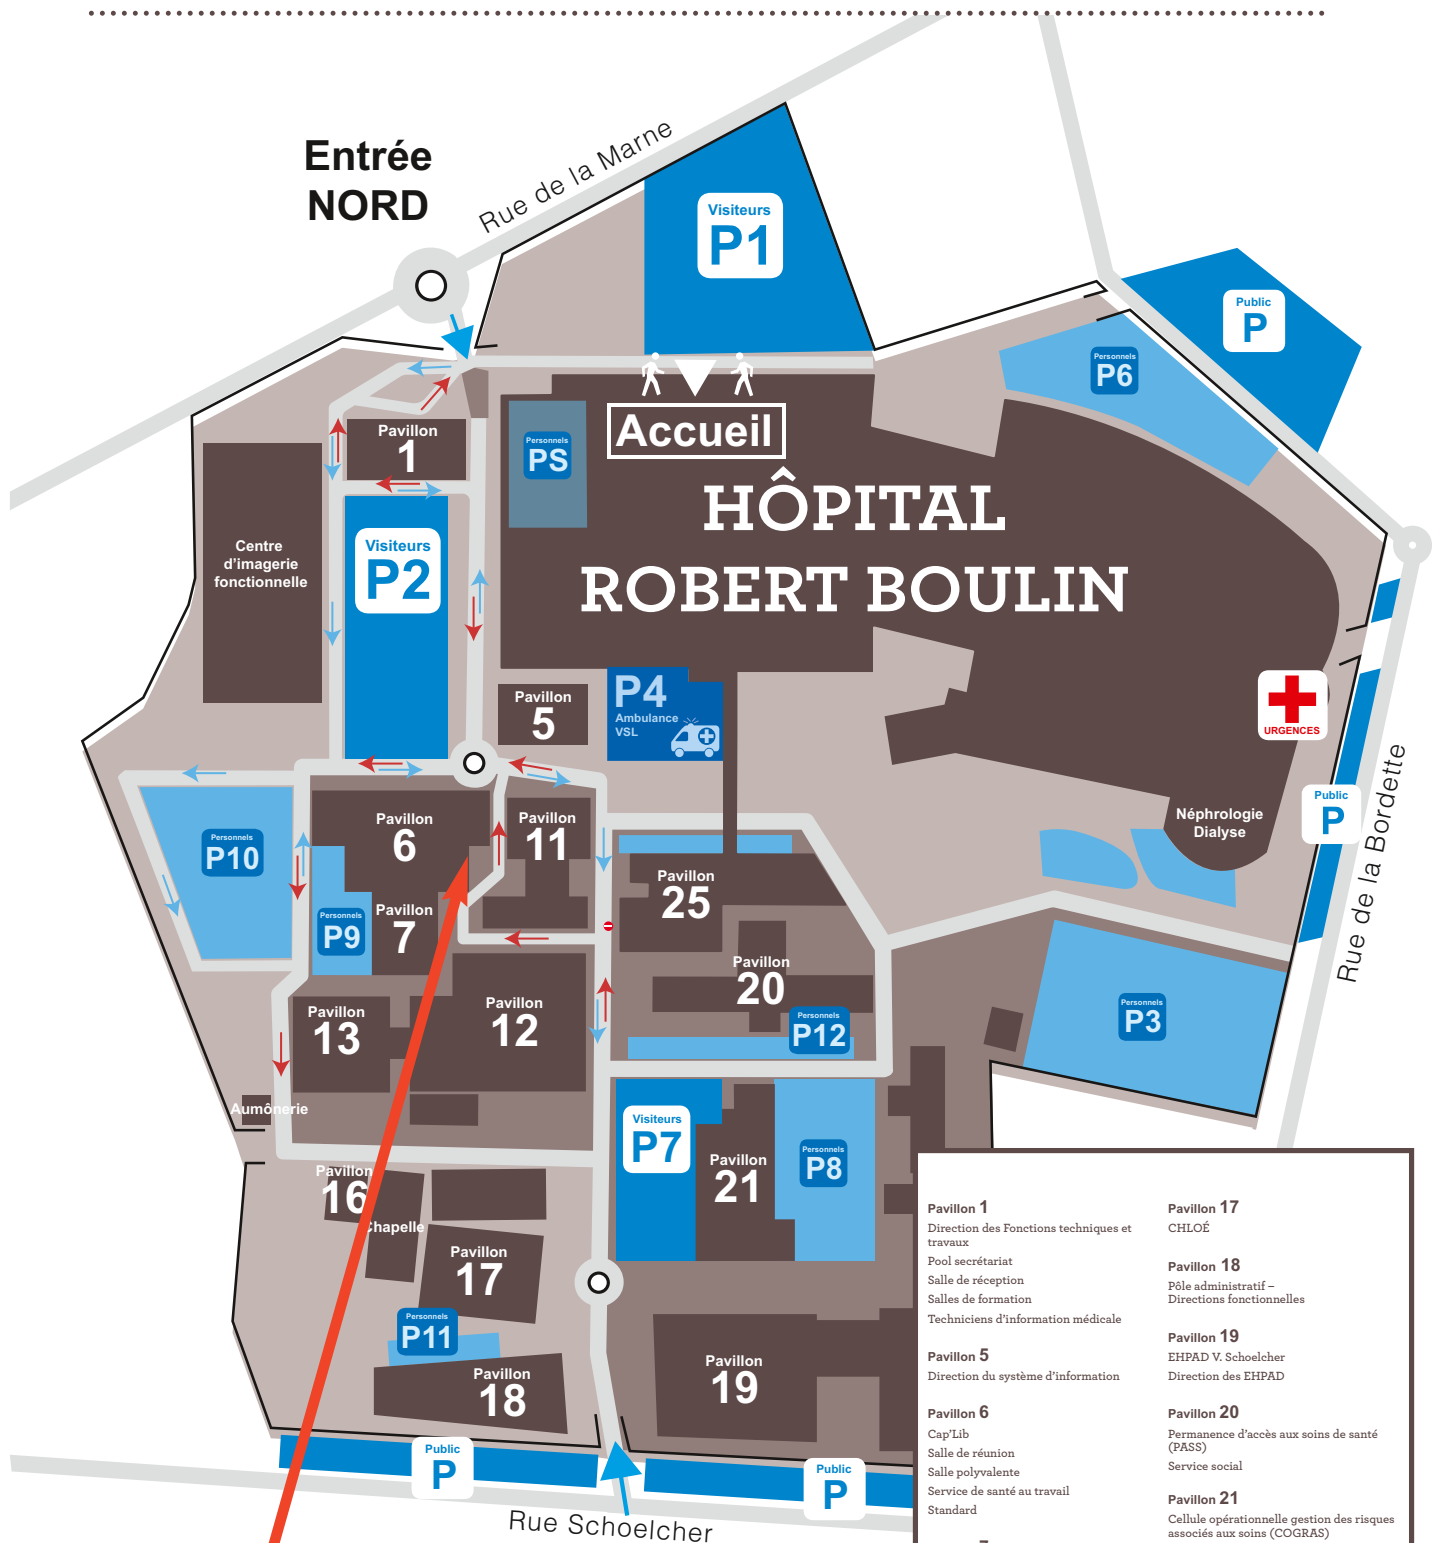 Entrée
NORD
Rue de la Marne
Visiteurs
P1
Public
P
Personnels
P6
Accueil
Pavillon
1
Personnels
PS
HÔPITAL
ROBERT BOULIN
Centre
d'imagerie
fonctionnelle
Visiteurs
P2
Pavillon
5
P4
Ambulance
VSL
URGENCES
Rue de la Bordette
Public
P
Néphrologie
Dialyse
Personnels
P10
Pavillon
6
Pavillon
11
Personnels
P9
Pavillon
7
Pavillon
25
Pavillon
20
Personnels
P12
Personnels
P3
Pavillon
13
Pavillon
12
Aumônerie
Visiteurs
P7
Pavillon
21
Personnels
P8
Pavillon
16
Chapelle
Pavillon
17
Personnels
P11
Pavillon
18
Pavillon
19
Public
P
Public
P
Rue Schoelcher
Pavillon 1
Direction des Fonctions techniques et
travaux
Pool secrétariat
Salle de réception
Salles de formation
Techniciens d'information médicale
Pavillon 5
Direction du système d'information
Pavillon 6
Cap'Lib
Salle de réunion
Salle polyvalente
Service de santé au travail
Standard
Pavillon 17
CHLOÉ
Pavillon 18
Pôle administratif –
Directions fonctionnelles
Pavillon 19
EHPAD V. Schoelcher
Direction des EHPAD
Pavillon 20
Permanence d'accès aux soins de santé
(PASS)
Service social
Pavillon 21
Cellule opérationnelle gestion des risques
associés aux soins (COGRAS)